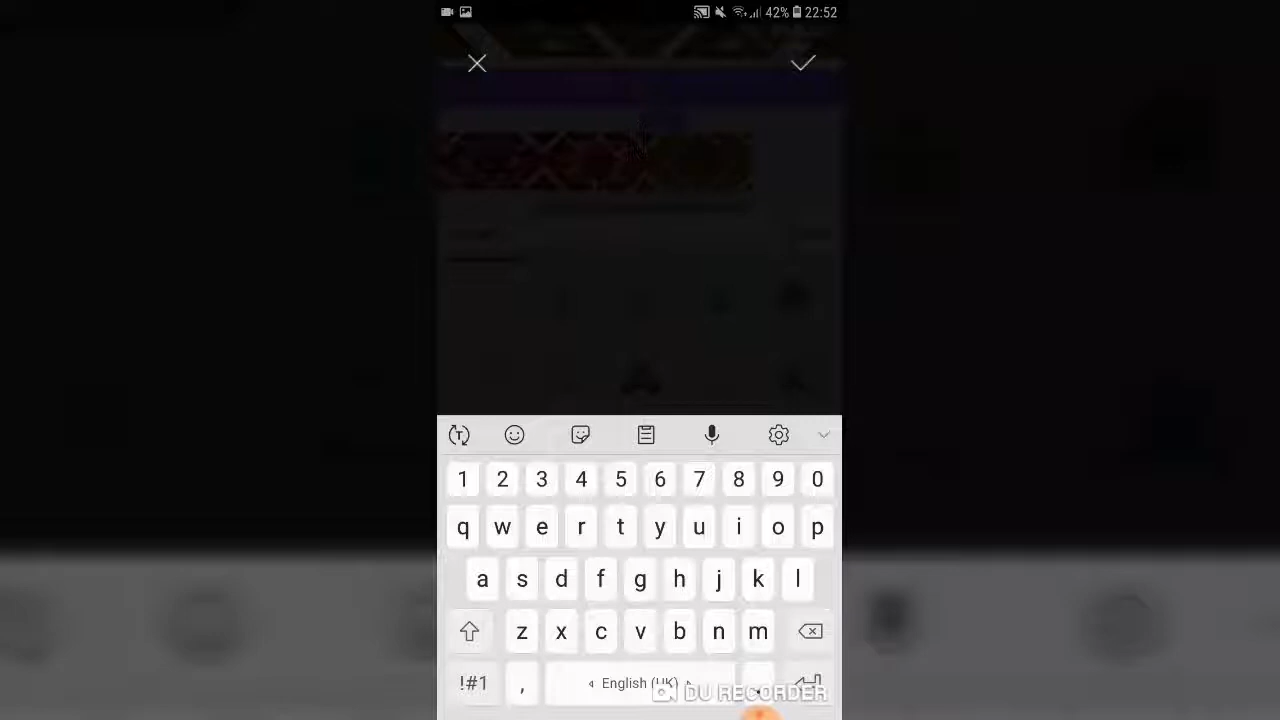 42% 22:52
1 2 3 4 5 6 7 8 9 0
q w e r t y u i o p
a s d f g h j k l
z x c v b n m
!#1 , English (UK) .
DU RECORDER